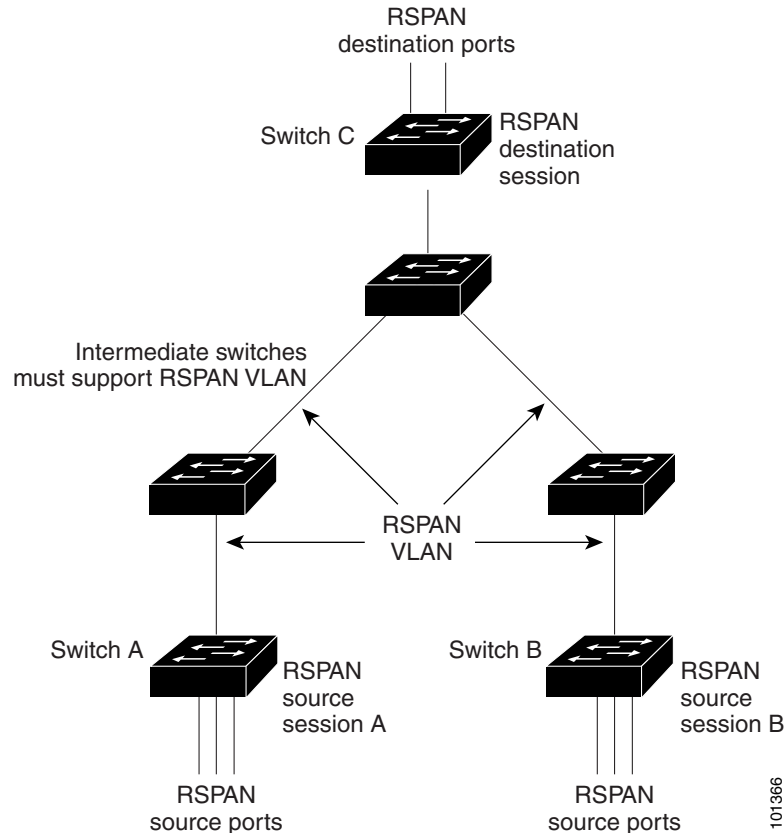 RSPAN
destination ports
Switch C
RSPAN
destination
session
Intermediate switches
must support RSPAN VLAN
RSPAN
VLAN
Switch A
RSPAN
source
session A
Switch B
RSPAN
source
session B
RSPAN
source ports
RSPAN
source ports
101366